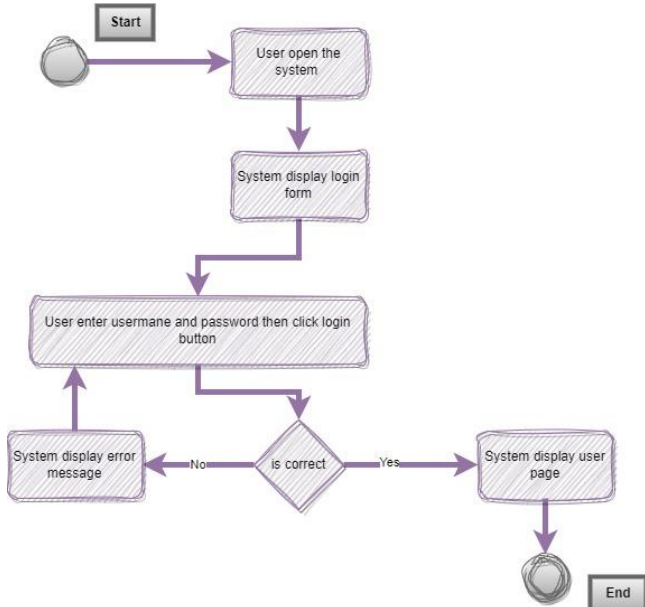 Start
User open the
system
System display login
form
User enter usermane and password then click login
button
System display error
message
No
is correct
Yes
System display user
page
End